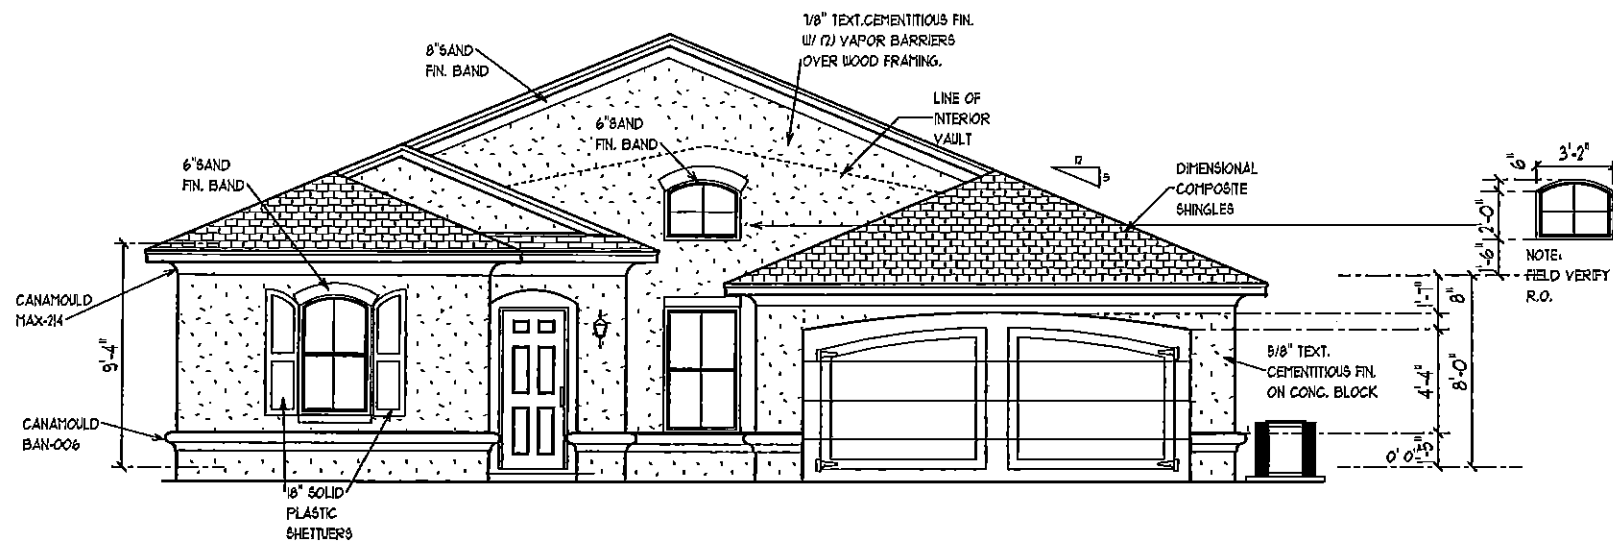 8" SAND
FIN. BAND
7/8" TEXT.CEMENTITIOUS FIN.
W/ (2) VAPOR BARRIERS
OVER WOOD FRAMING.
LINE OF
INTERIOR
VAULT
6" SAND
FIN. BAND
6" SAND
FIN. BAND
12
5
DIMENSIONAL
COMPOSITE
SHINGLES
6"
3'-2"
2'-0"
1'-6"
NOTE:
FIELD VERIFY
R.O.
CANAMOULD
MAX-214
9'-4"
CANAMOULD
BAN-006
18" SOLID
PLASTIC
SHETTUERS
5/8" TEXT.
CEMENTITIOUS FIN.
ON CONC. BLOCK
1'-1"
8"
4'-4"
8'-0"
0' 0"